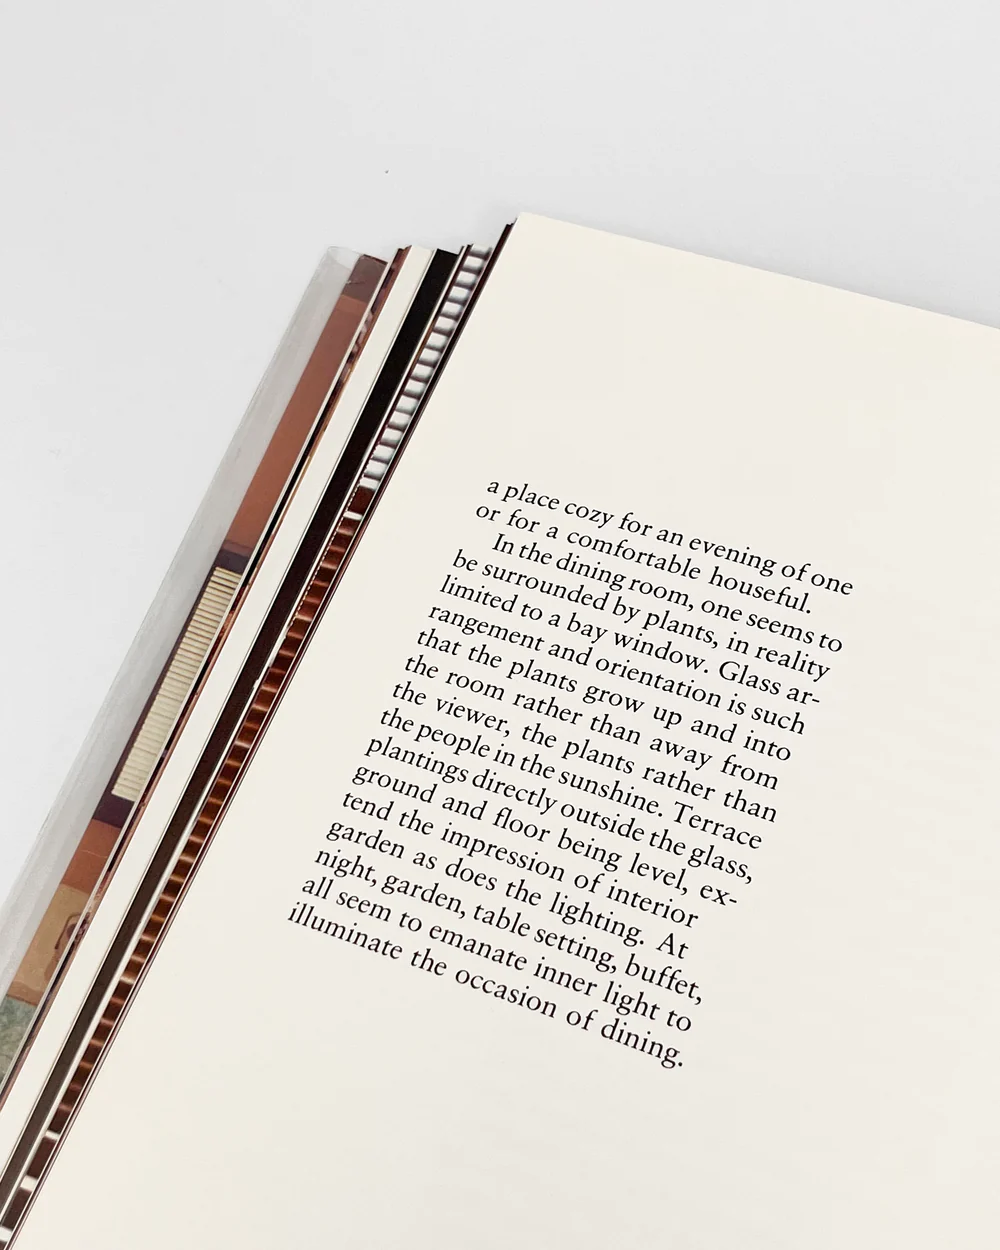 a place cozy for an evening of one
or for a comfortable houseful.
In the dining room, one seems to
be surrounded by plants, in reality
limited to a bay window. Glass ar-
rangement and orientation is such
that the plants grow up and into
the room rather than away from
the viewer, the plants rather than
the people in the sunshine. Terrace
plantings directly outside the glass,
ground and floor being level, ex-
tend the impression of interior
garden as does the lighting. At
night, garden, table setting, buffet,
all seem to emanate inner light to
illuminate the occasion of dining.